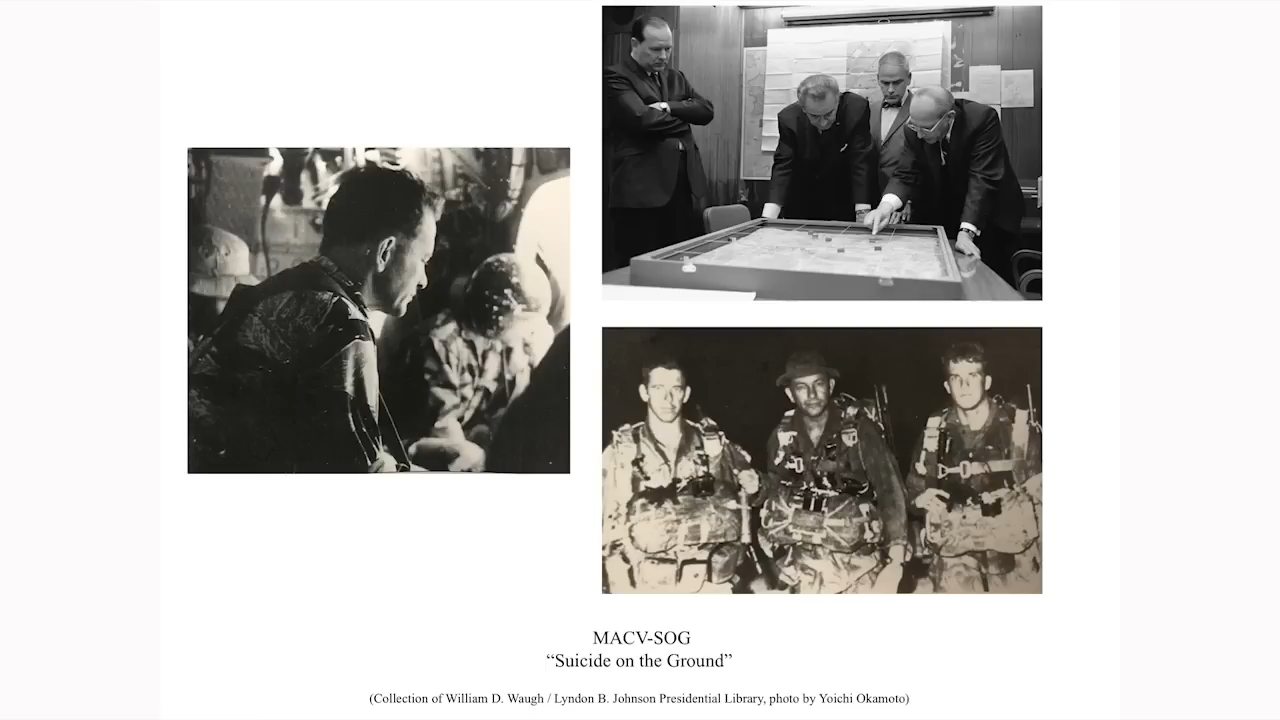 MACV-SOG
“Suicide on the Ground”
(Collection of William D. Waugh / Lyndon B. Johnson Presidential Library, photo by Yoichi Okamoto)